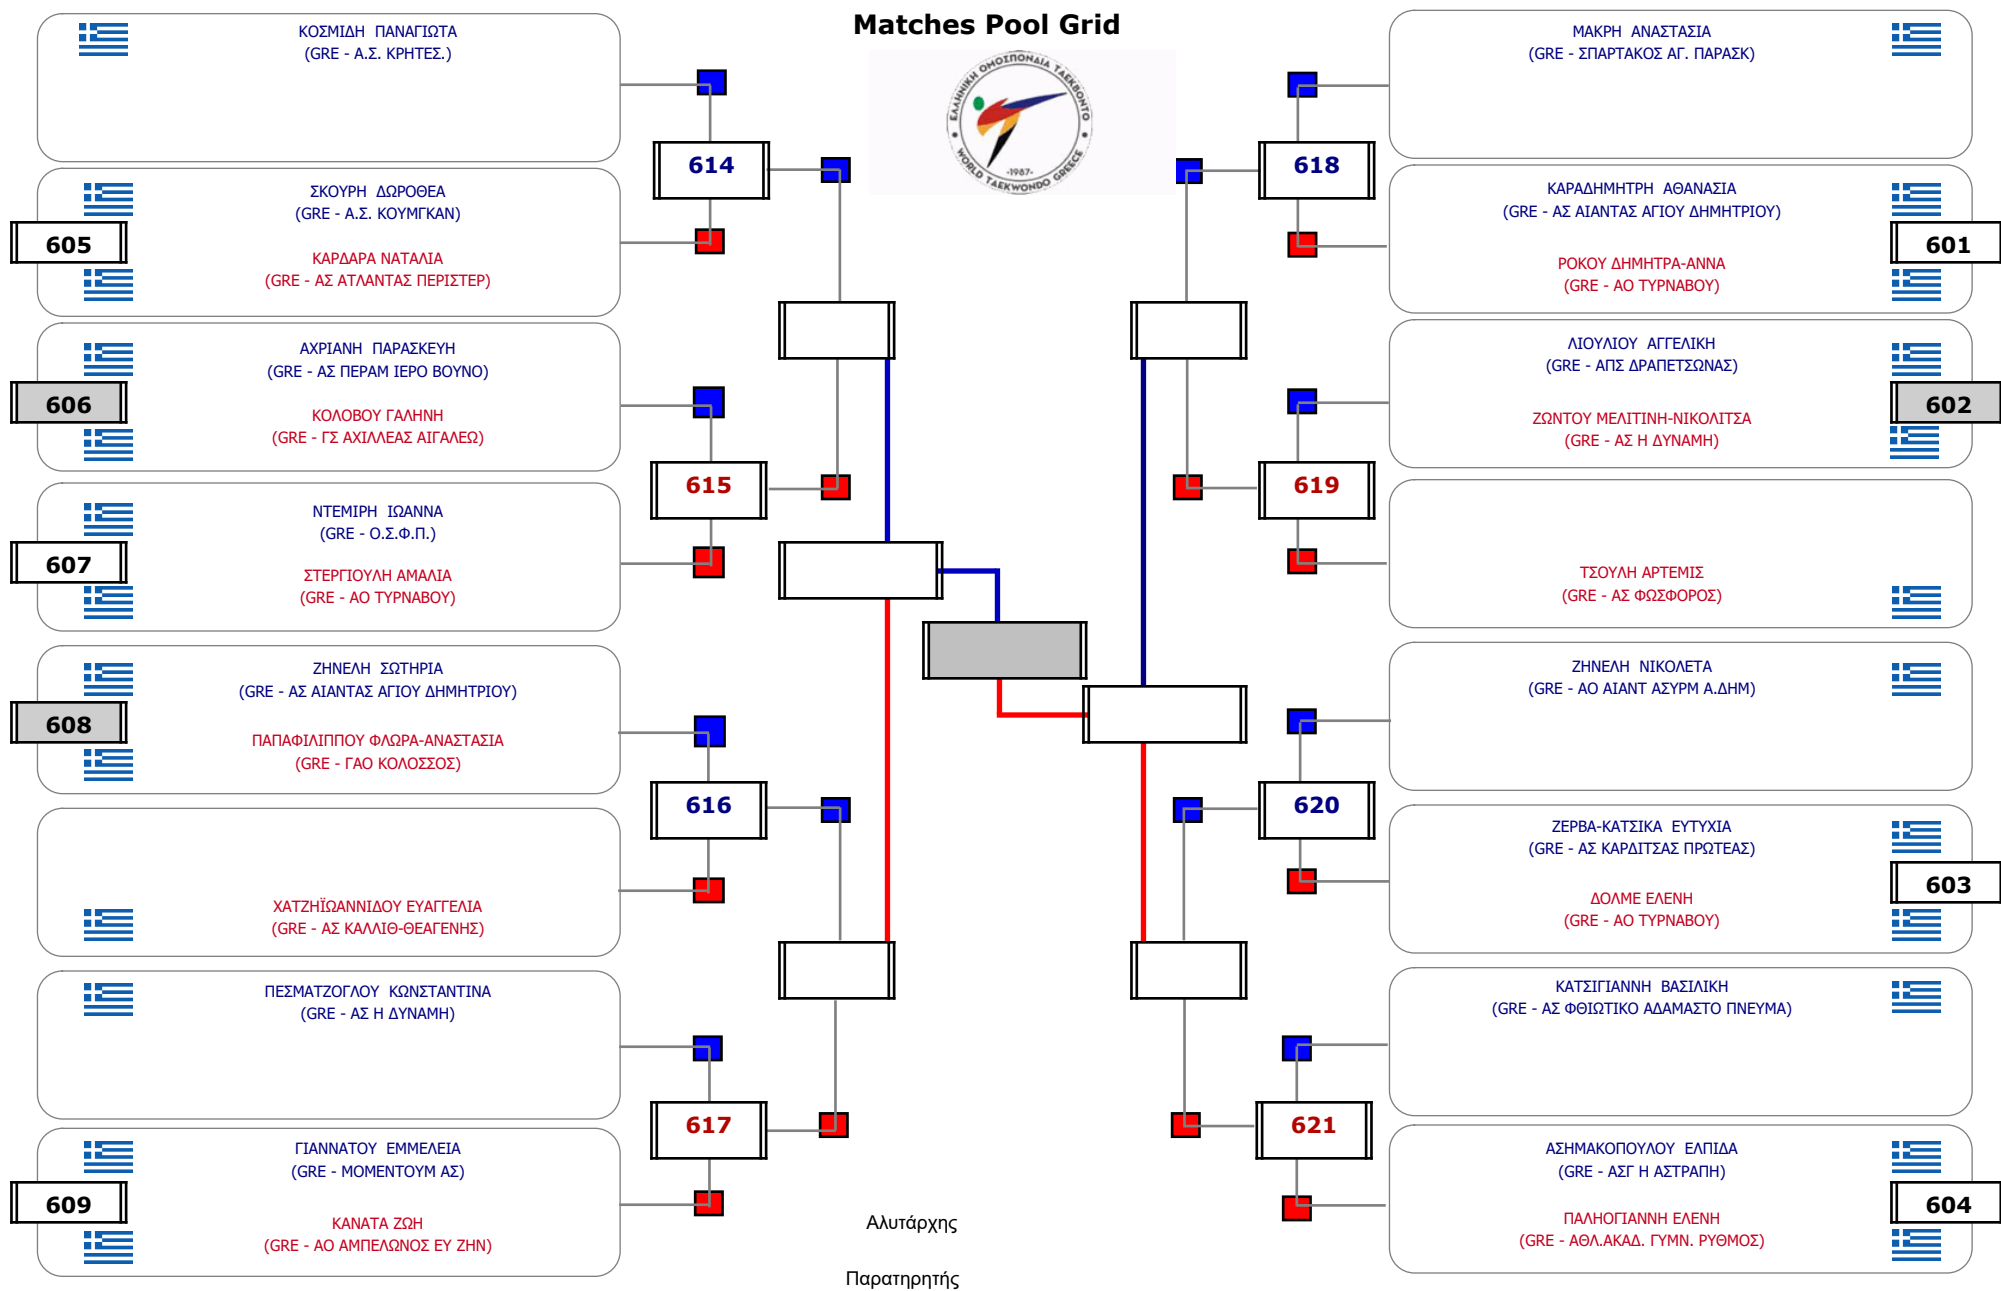 Matches Pool Grid
ΕΛΛΗΝΙΚΗ ΟΜΟΣΠΟΝΔΙΑ ΤΑΕΚΒΟΝΤΟ
-1987-
WORLD TAEKWONDO GREECE
ΚΟΣΜΙΔΗ ΠΑΝΑΓΙΩΤΑ
(GRE - Α.Σ. ΚΡΗΤΕΣ.)
614
605
ΣΚΟΥΡΗ ΔΩΡΟΘΕΑ
(GRE - Α.Σ. ΚΟΥΜΓΚΑΝ)
ΚΑΡΔΑΡΑ ΝΑΤΑΛΙΑ
(GRE - ΑΣ ΑΤΛΑΝΤΑΣ ΠΕΡΙΣΤΕΡ)
606
ΑΧΡΙΑΝΗ ΠΑΡΑΣΚΕΥΗ
(GRE - ΑΣ ΠΕΡΑΜ ΙΕΡΟ ΒΟΥΝΟ)
ΚΟΛΟΒΟΥ ΓΑΛΗΝΗ
(GRE - ΓΣ ΑΧΙΛΛΕΑΣ ΑΙΓΑΛΕΩ)
615
607
ΝΤΕΜΙΡΗ ΙΩΑΝΝΑ
(GRE - Ο.Σ.Φ.Π.)
ΣΤΕΡΓΙΟΥΛΗ ΑΜΑΛΙΑ
(GRE - ΑΟ ΤΥΡΝΑΒΟΥ)
608
ΖΗΝΕΛΗ ΣΩΤΗΡΙΑ
(GRE - ΑΣ ΑΙΑΝΤΑΣ ΑΓΙΟΥ ΔΗΜΗΤΡΙΟΥ)
ΠΑΠΑΦΙΛΙΠΠΟΥ ΦΛΩΡΑ-ΑΝΑΣΤΑΣΙΑ
(GRE - ΓΑΟ ΚΟΛΟΣΣΟΣ)
616
ΧΑΤΖΗΪΩΑΝΝΙΔΟΥ ΕΥΑΓΓΕΛΙΑ
(GRE - ΑΣ ΚΑΛΛΙΘ-ΘΕΑΓΕΝΗΣ)
ΠΕΣΜΑΤΖΟΓΛΟΥ ΚΩΝΣΤΑΝΤΙΝΑ
(GRE - ΑΣ Η ΔΥΝΑΜΗ)
617
609
ΓΙΑΝΝΑΤΟΥ ΕΜΜΕΛΕΙΑ
(GRE - ΜΟΜΕΝΤΟΥΜ ΑΣ)
ΚΑΝΑΤΑ ΖΩΗ
(GRE - ΑΟ ΑΜΠΕΛΩΝΟΣ ΕΥ ΖΗΝ)
ΜΑΚΡΗ ΑΝΑΣΤΑΣΙΑ
(GRE - ΣΠΑΡΤΑΚΟΣ ΑΓ. ΠΑΡΑΣΚ)
618
ΚΑΡΑΔΗΜΗΤΡΗ ΑΘΑΝΑΣΙΑ
(GRE - ΑΣ ΑΙΑΝΤΑΣ ΑΓΙΟΥ ΔΗΜΗΤΡΙΟΥ)
601
ΡΟΚΟΥ ΔΗΜΗΤΡΑ-ΑΝΝΑ
(GRE - ΑΟ ΤΥΡΝΑΒΟΥ)
ΛΙΟΥΛΙΟΥ ΑΓΓΕΛΙΚΗ
(GRE - ΑΠΣ ΔΡΑΠΕΤΣΩΝΑΣ)
602
ΖΩΝΤΟΥ ΜΕΛΙΤΙΝΗ-ΝΙΚΟΛΙΤΣΑ
(GRE - ΑΣ Η ΔΥΝΑΜΗ)
619
ΤΣΟΥΛΗ ΑΡΤΕΜΙΣ
(GRE - ΑΣ ΦΩΣΦΟΡΟΣ)
ΖΗΝΕΛΗ ΝΙΚΟΛΕΤΑ
(GRE - ΑΟ ΑΙΑΝΤ ΑΣΥΡΜ Α.ΔΗΜ)
620
ΖΕΡΒΑ-ΚΑΤΣΙΚΑ ΕΥΤΥΧΙΑ
(GRE - ΑΣ ΚΑΡΔΙΤΣΑΣ ΠΡΩΤΕΑΣ)
603
ΔΟΛΜΕ ΕΛΕΝΗ
(GRE - ΑΟ ΤΥΡΝΑΒΟΥ)
ΚΑΤΣΙΓΙΑΝΝΗ ΒΑΣΙΛΙΚΗ
(GRE - ΑΣ ΦΘΙΩΤΙΚΟ ΑΔΑΜΑΣΤΟ ΠΝΕΥΜΑ)
621
ΑΣΗΜΑΚΟΠΟΥΛΟΥ ΕΛΠΙΔΑ
(GRE - ΑΣΓ Η ΑΣΤΡΑΠΗ)
604
ΠΑΛΗΟΓΙΑΝΝΗ ΕΛΕΝΗ
(GRE - ΑΘΛ.ΑΚΑΔ. ΓΥΜΝ. ΡΥΘΜΟΣ)
Αλυτάρχης
Παρατηρητής